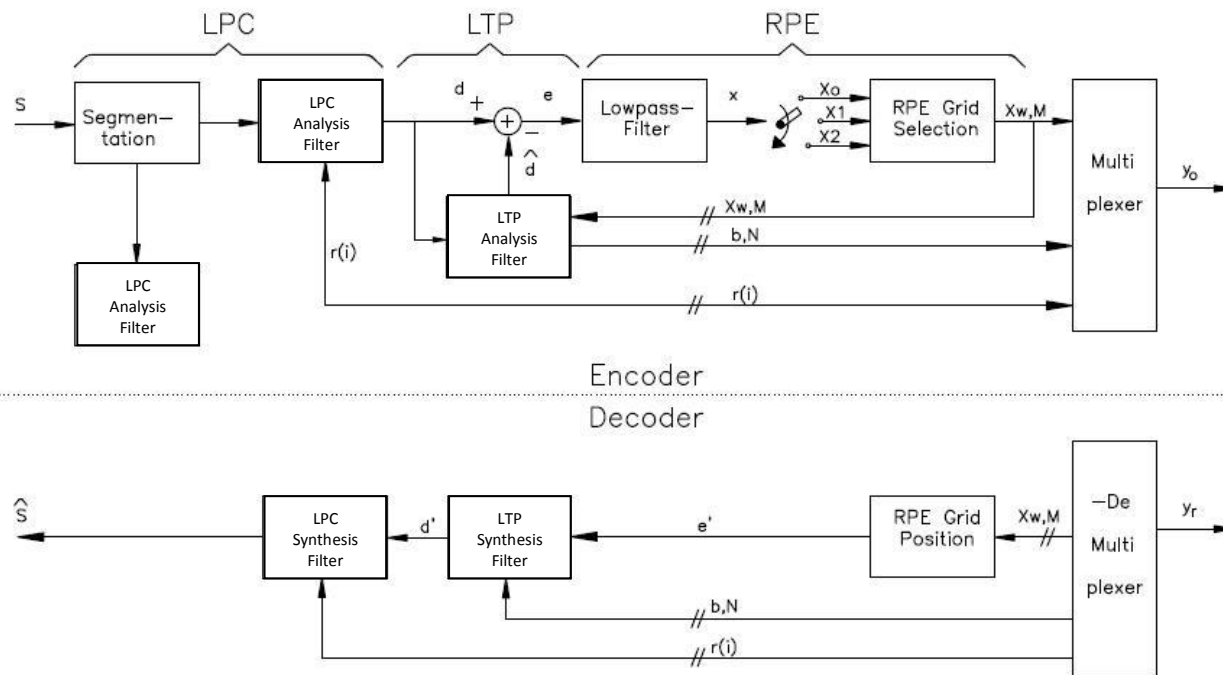 LPC LTP RPE
S
Segmen-
tation
LPC
Analysis
Filter
d
+
+
−
e
d̂
Lowpass-
Filter
x
Xo
X1
X2
RPE Grid
Selection
Xw,M
Multi
plexer
yo
LTP
Analysis
Filter
Xw,M
b,N
r(i)
r(i)
LPC
Analysis
Filter
Encoder
Decoder
Ŝ
LPC
Synthesis
Filter
d'
LTP
Synthesis
Filter
e'
RPE Grid
Position
Xw,M
-De
Multi
plexer
yr
b,N
r(i)